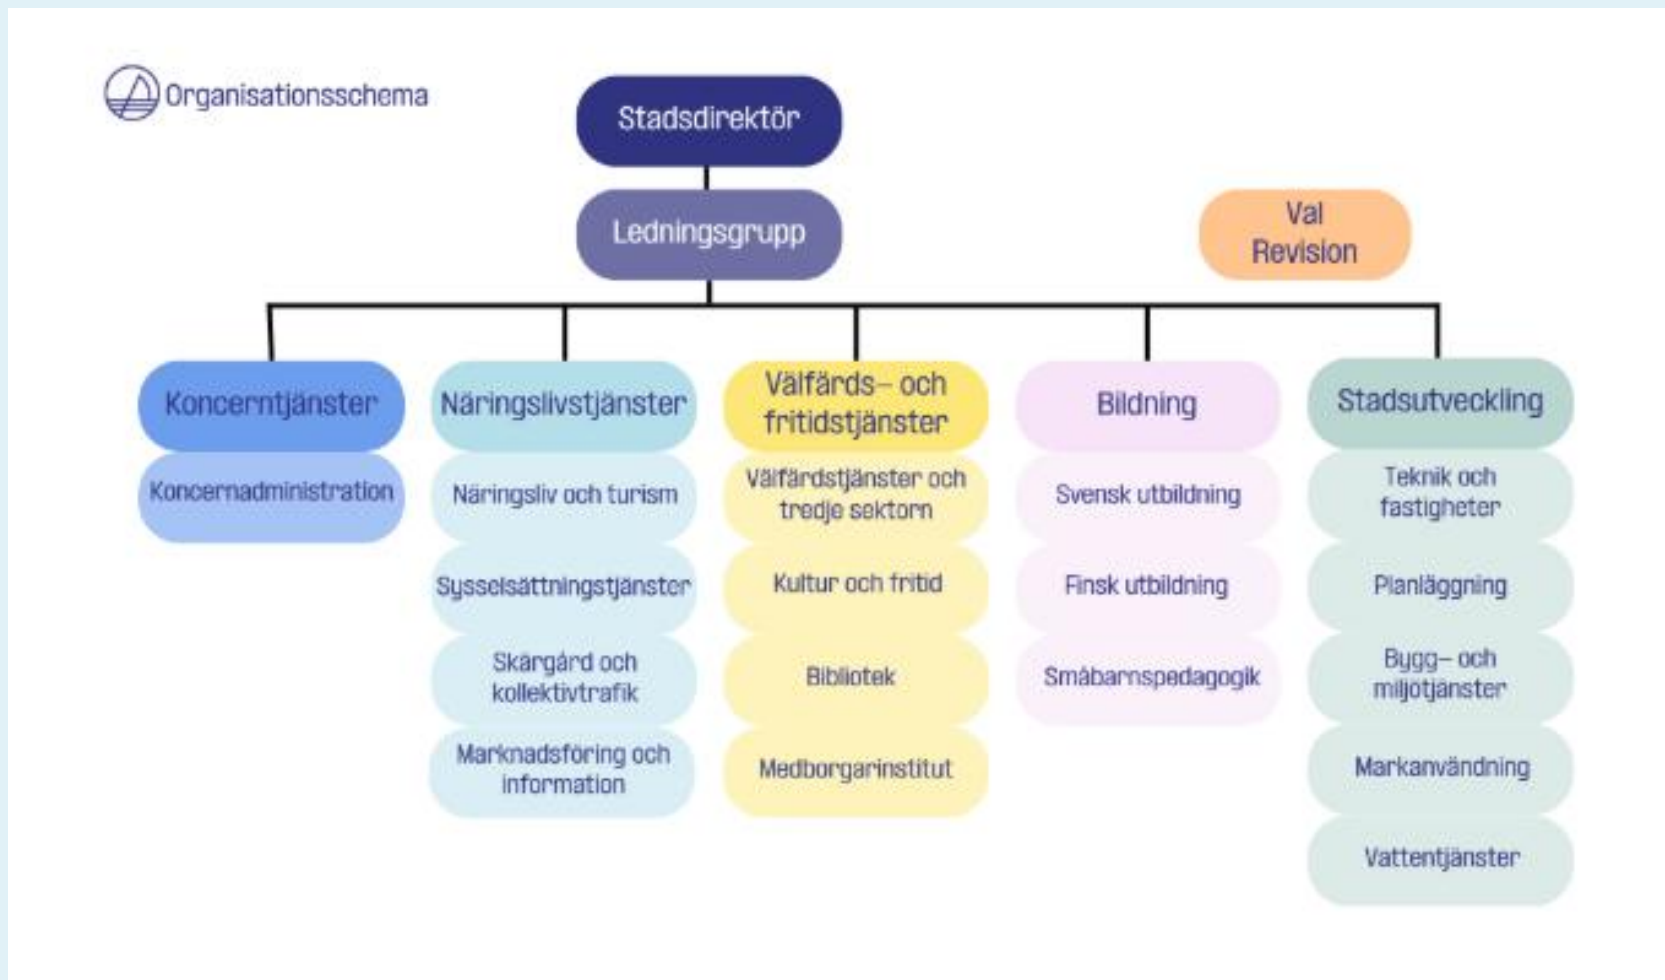 Organisationsschema
Stadsdirektör
Ledningsgrupp
Val
Revision
Koncerntjänster
Koncernadministration
Näringslivstjänster
Näringsliv och turism
Sysselsättningstjänster
Skärgård och
kollektivtrafik
Marknadsföring och
information
Välfärds– och
fritidstjänster
Välfärdstjänster och
tredje sektorn
Kultur och fritid
Bibliotek
Medborgarinstitut
Bildning
Svensk utbildning
Finsk utbildning
Småbarnspedagogik
Stadsutveckling
Teknik och
fastigheter
Planläggning
Bygg– och
miljötjänster
Markanvändning
Vattentjänster